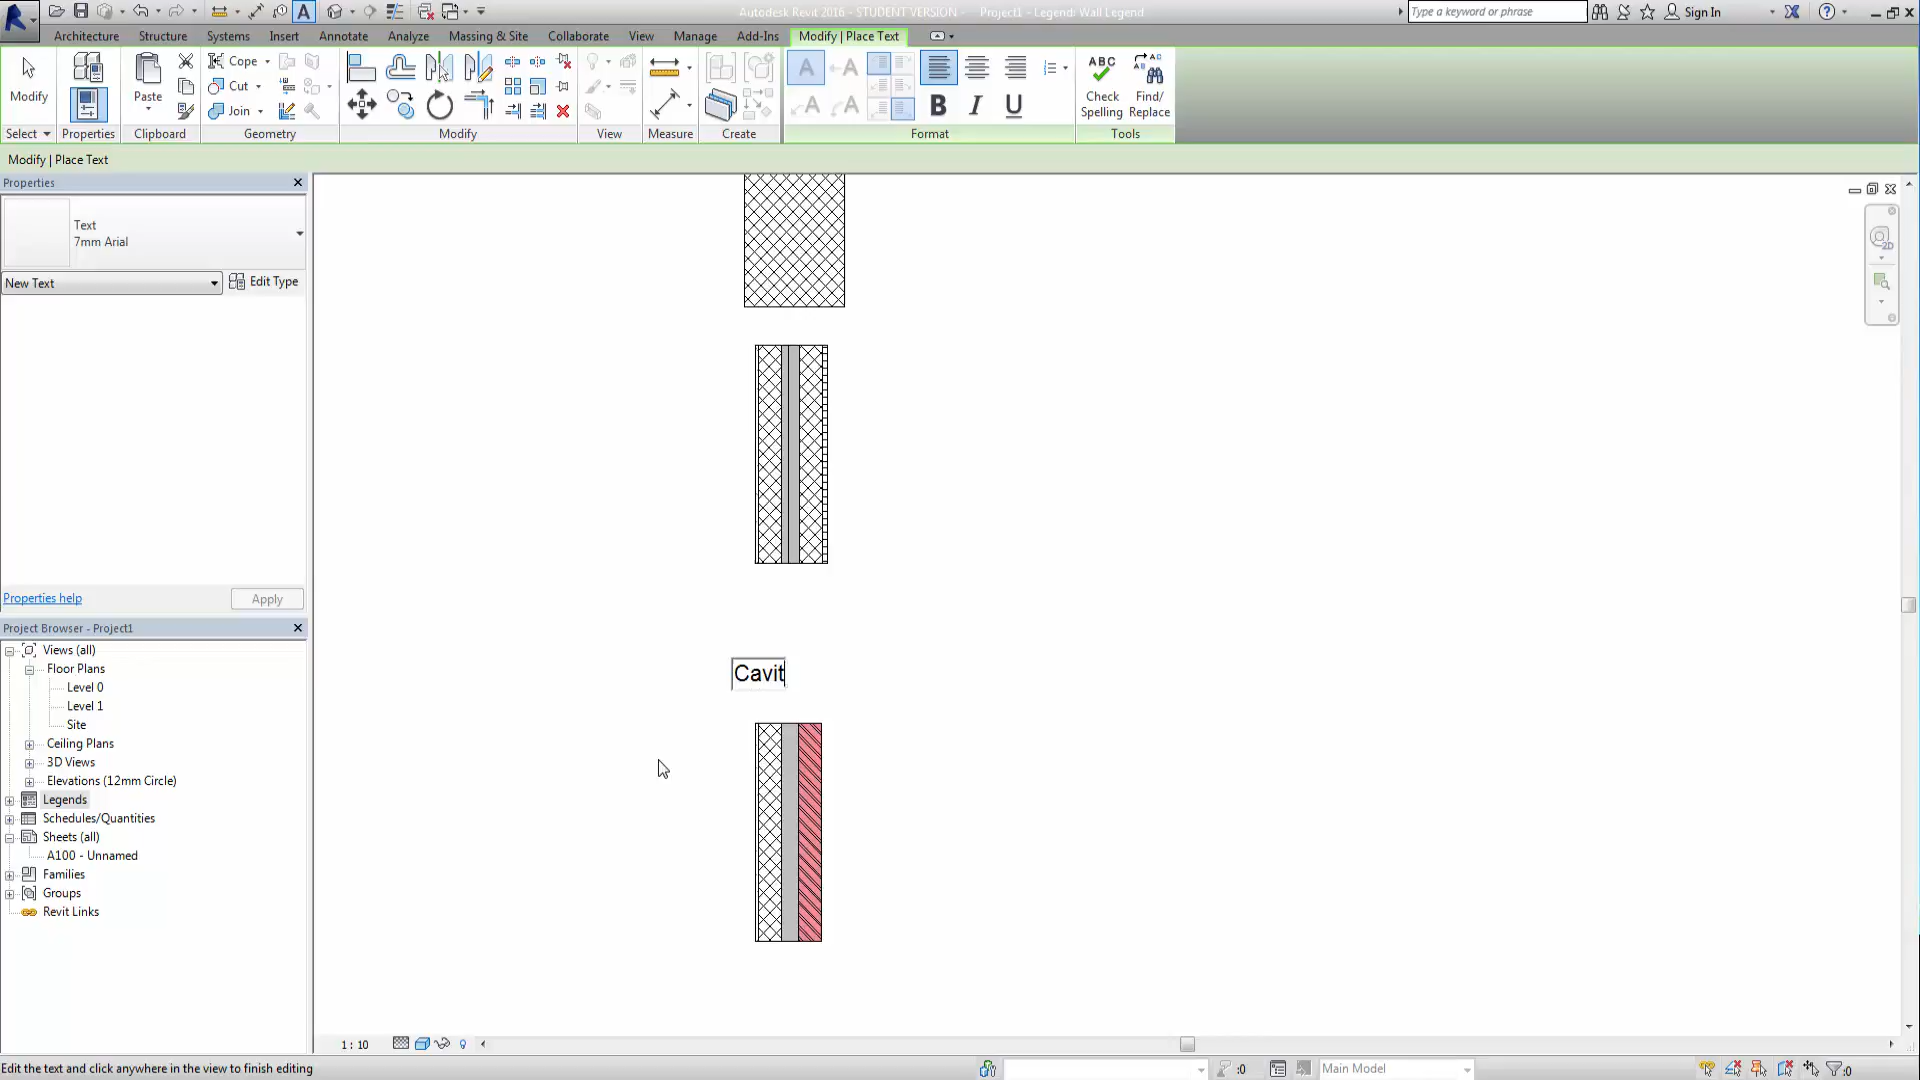 Autodesk Revit 2016 - STUDENT VERSION - Project1 - Legend: Wall Legend
Type a keyword or phrase
Sign In
Architecture Structure Systems Insert Annotate Analyze Massing & Site Collaborate View Manage Add-Ins Modify | Place Text
Modify
Paste
Cope
Cut
Join
ABC
Check Spelling
Find/ Replace
B I U
Select Properties Clipboard Geometry Modify View Measure Create Format Tools
Modify | Place Text
Properties
Text
7mm Arial
New Text
Edit Type
Properties help
Apply
Project Browser - Project1
Views (all)
Floor Plans
Level 0
Level 1
Site
Ceiling Plans
3D Views
Elevations (12mm Circle)
Legends
Schedules/Quantities
Sheets (all)
A100 - Unnamed
Families
Groups
Revit Links
Cavit
2D
1 : 10
Edit the text and click anywhere in the view to finish editing
:0
Main Model
:0